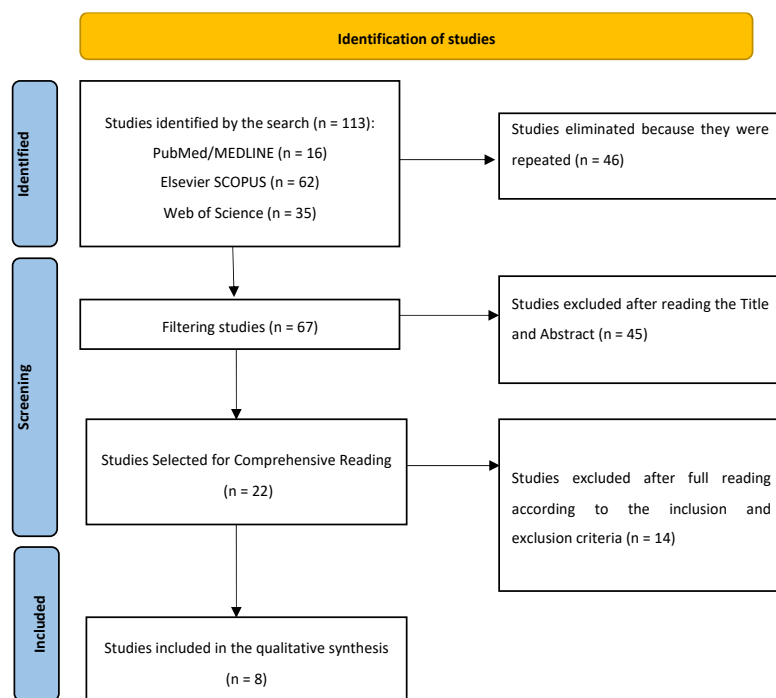 Identification of studies
Identified
Studies identified by the search (n = 113):
PubMed/MEDLINE (n = 16)
Elsevier SCOPUS (n = 62)
Web of Science (n = 35)
Studies eliminated because they were
repeated (n = 46)
Screening
Filtering studies (n = 67)
Studies excluded after reading the Title
and Abstract (n = 45)
Studies Selected for Comprehensive Reading
(n = 22)
Studies excluded after full reading
according to the inclusion and
exclusion criteria (n = 14)
Included
Studies included in the qualitative synthesis
(n = 8)